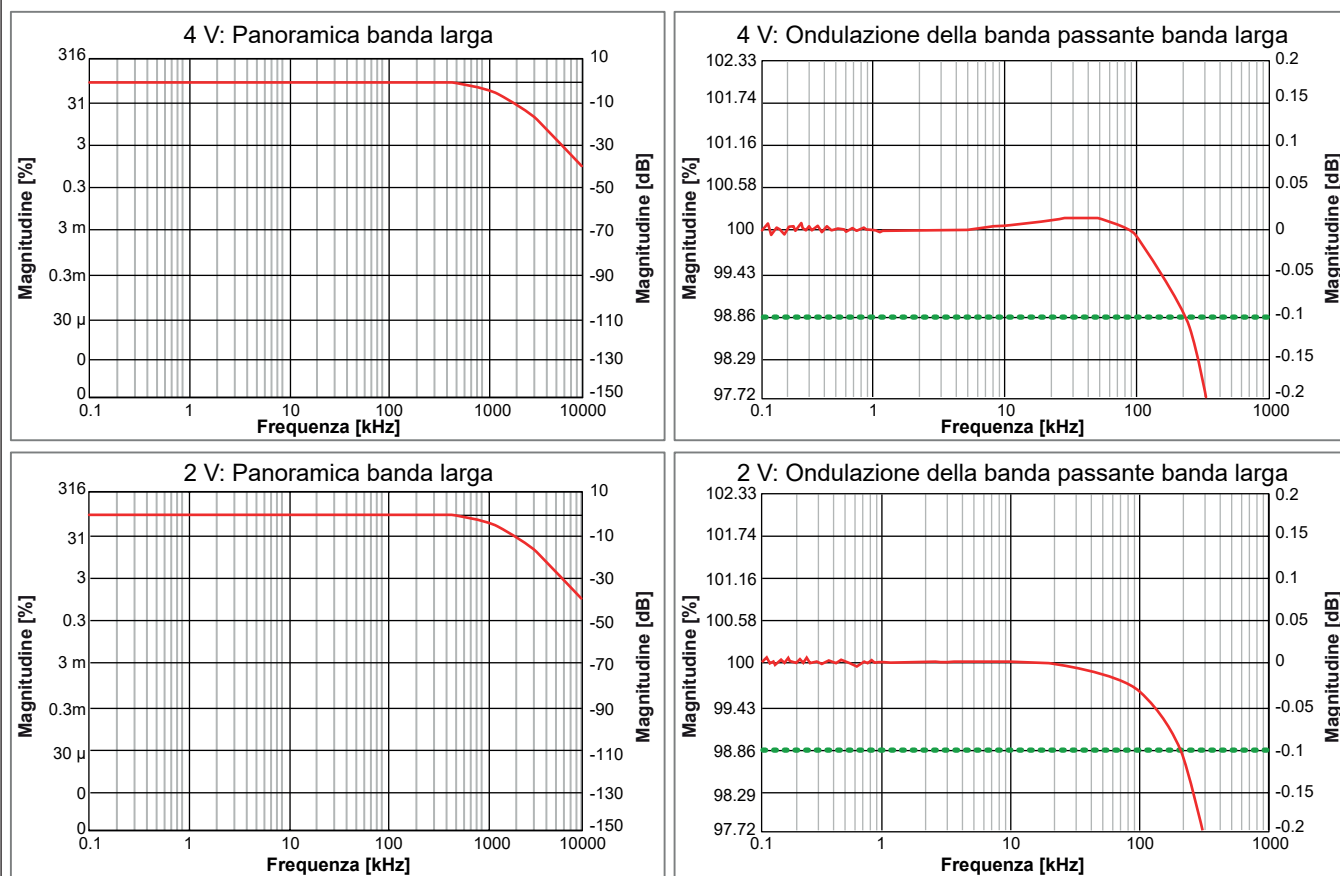 4 V: Panoramica banda larga
316
31
3
0.3
3 m
0.3m
30 µ
0
0
Magnitudine [%]
10
-10
-30
-50
-70
-90
-110
-130
-150
Magnitudine [dB]
0.1 1 10 100 1000 10000
Frequenza [kHz]
4 V: Ondulazione della banda passante banda larga
102.33
101.74
101.16
100.58
100
99.43
98.86
98.29
97.72
Magnitudine [%]
0.2
0.15
0.1
0.05
0
-0.05
-0.1
-0.15
-0.2
Magnitudine [dB]
0.1 1 10 100 1000
Frequenza [kHz]
2 V: Panoramica banda larga
316
31
3
0.3
3 m
0.3m
30 µ
0
0
Magnitudine [%]
10
-10
-30
-50
-70
-90
-110
-130
-150
Magnitudine [dB]
0.1 1 10 100 1000 10000
Frequenza [kHz]
2 V: Ondulazione della banda passante banda larga
102.33
101.74
101.16
100.58
100
99.43
98.86
98.29
97.72
Magnitudine [%]
0.2
0.15
0.1
0.05
0
-0.05
-0.1
-0.15
-0.2
Magnitudine [dB]
0.1 1 10 100 1000
Frequenza [kHz]